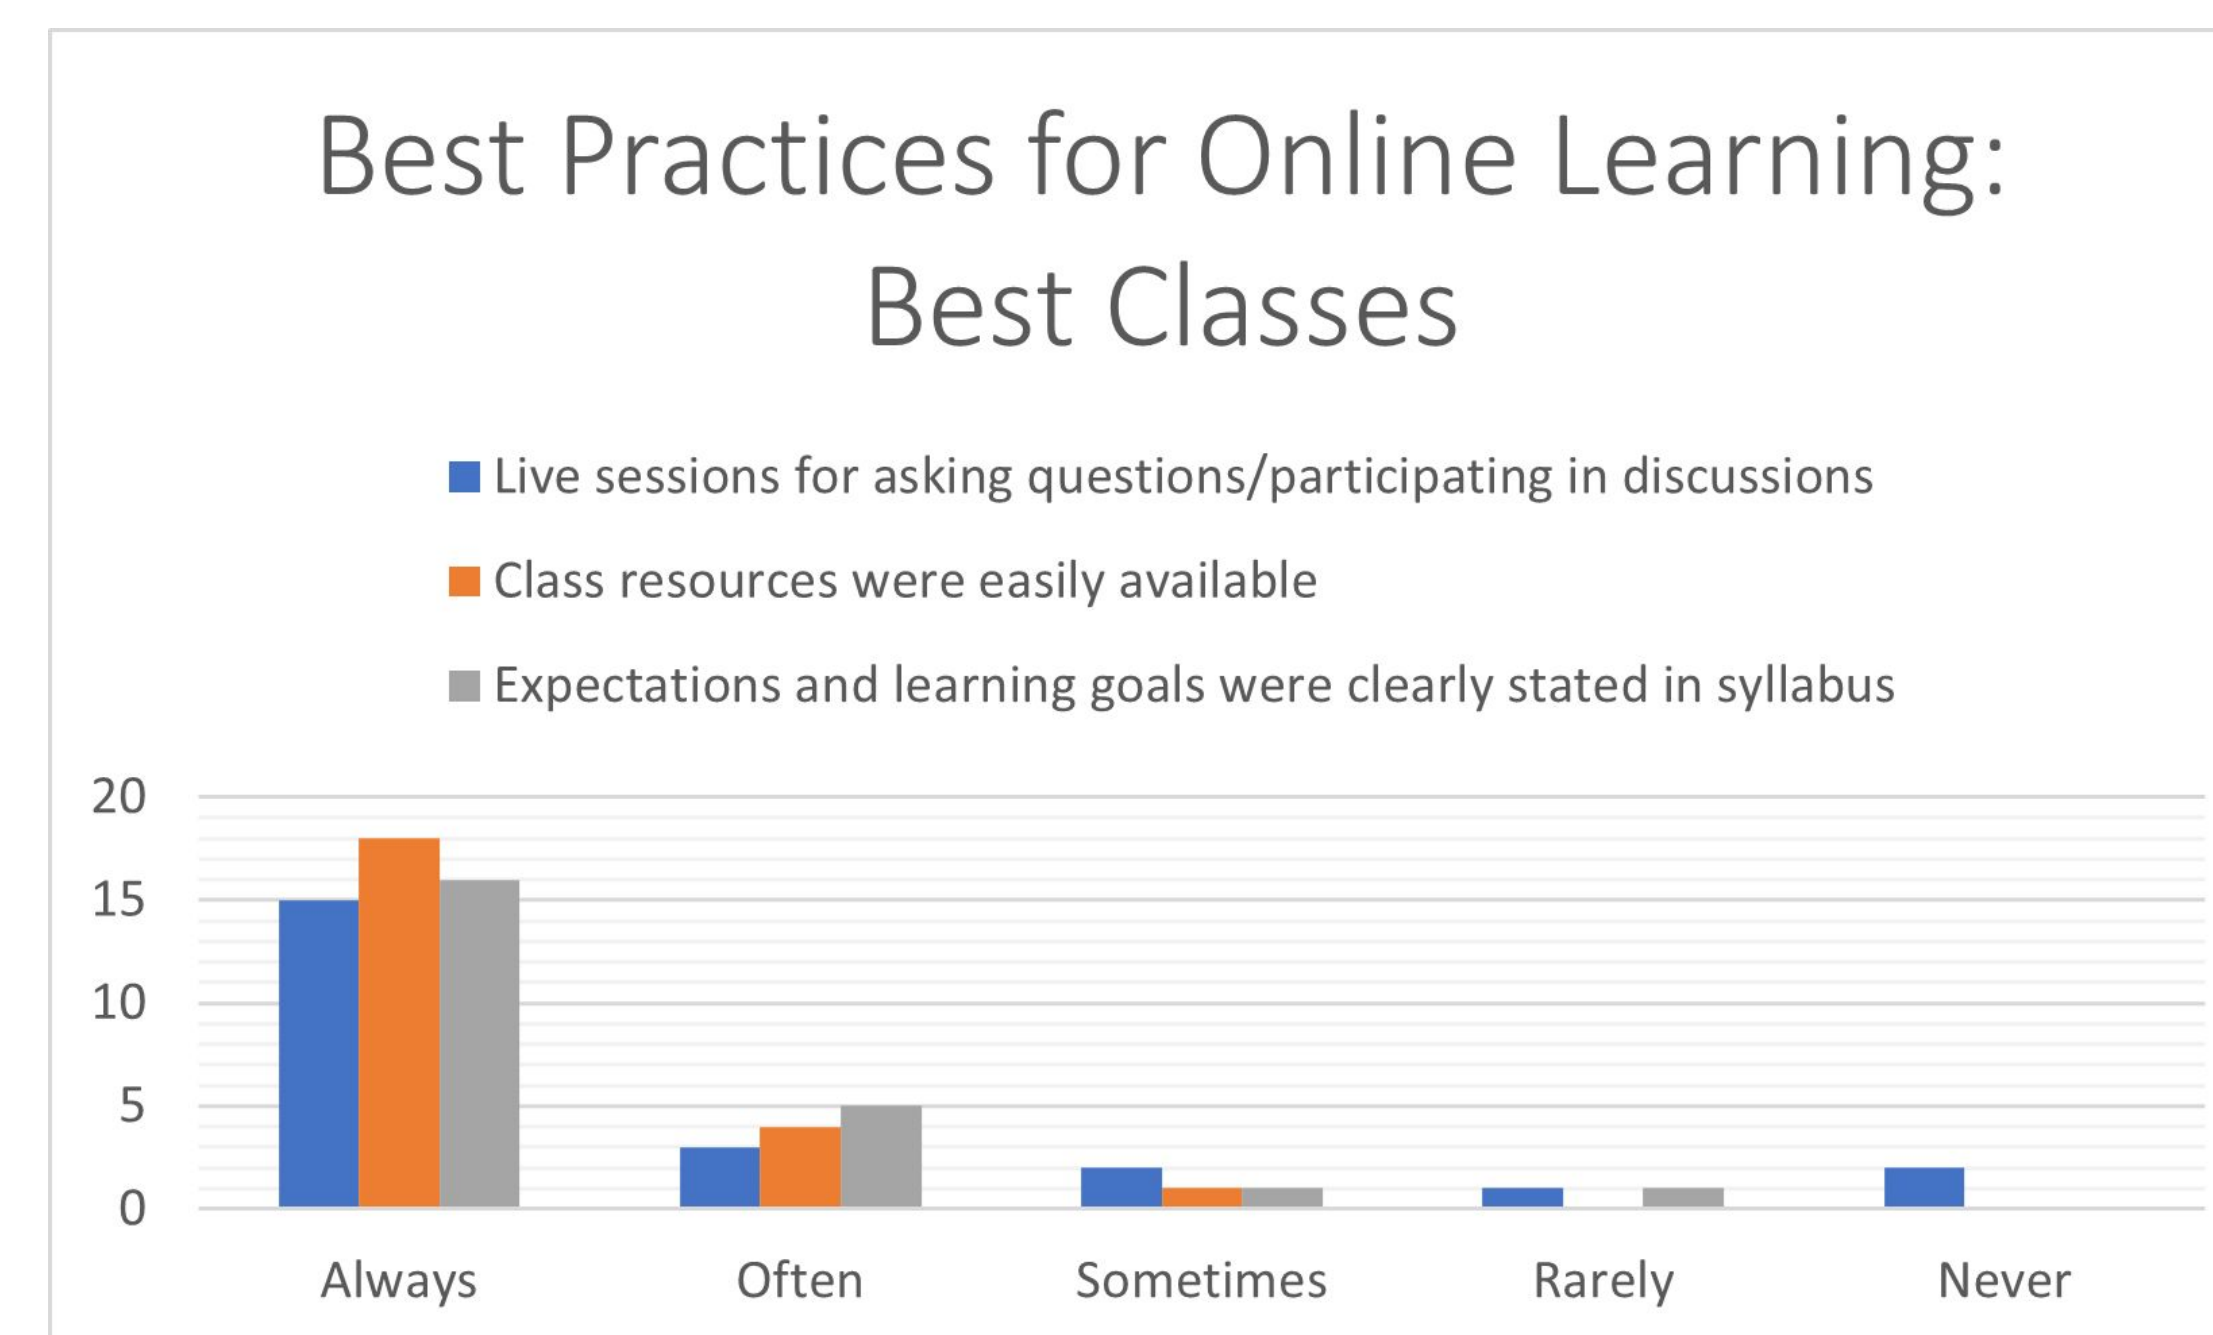 Best Practices for Online Learning:
Best Classes
Live sessions for asking questions/participating in discussions
Class resources were easily available
Expectations and learning goals were clearly stated in syllabus
20
15
10
5
0
Always Often Sometimes Rarely Never